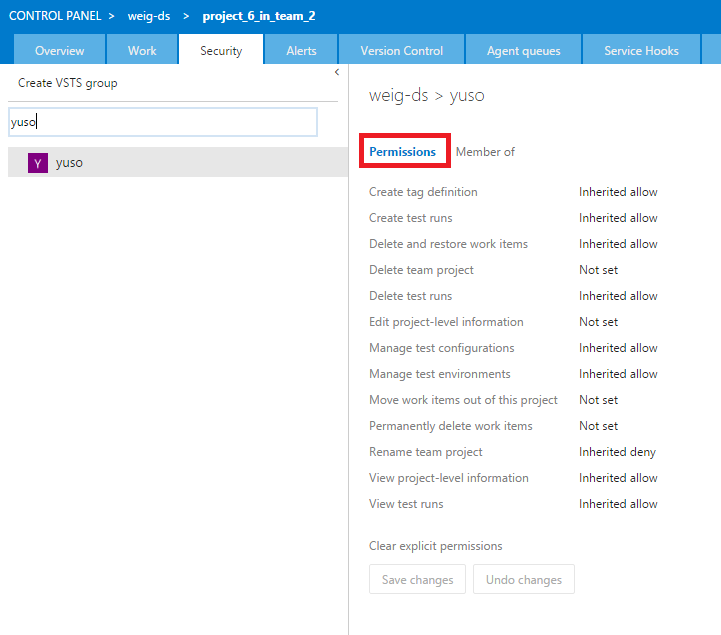 CONTROL PANEL > weig-ds > project_6_in_team_2
Overview Work Security Alerts Version Control Agent queues Service Hooks
Create VSTS group
yuso
Y yuso
weig-ds > yuso
Permissions Member of
Create tag definition Inherited allow
Create test runs Inherited allow
Delete and restore work items Inherited allow
Delete team project Not set
Delete test runs Inherited allow
Edit project-level information Not set
Manage test configurations Inherited allow
Manage test environments Inherited allow
Move work items out of this project Not set
Permanently delete work items Not set
Rename team project Inherited deny
View project-level information Inherited allow
View test runs Inherited allow
Clear explicit permissions
Save changes Undo changes